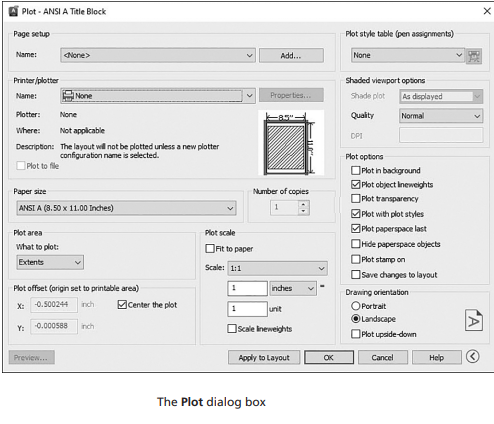 Plot - ANSI A Title Block
Page setup
Name: <None> Add...
Plot style table (pen assignments)
None
Printer/plotter
Name: None Properties...
Plotter: None
Where: Not applicable
Description: The layout will not be plotted unless a new plotter
configuration name is selected.
Plot to file
8.5"
11.0"
Shaded viewport options
Shade plot As displayed
Quality Normal
DPI
Paper size
ANSI A (8.50 x 11.00 Inches)
Number of copies
1
Plot area
What to plot:
Extents
Plot scale
Fit to paper
Scale: 1:1
1 inches =
1 unit
Scale lineweights
Plot offset (origin set to printable area)
X: -0.500244 inch Center the plot
Y: -0.000588 inch
Plot options
Plot in background
Plot object lineweights
Plot transparency
Plot with plot styles
Plot paperspace last
Hide paperspace objects
Plot stamp on
Save changes to layout
Drawing orientation
Portrait
Landscape
Plot upside-down
A
Preview... Apply to Layout OK Cancel Help
The Plot dialog box